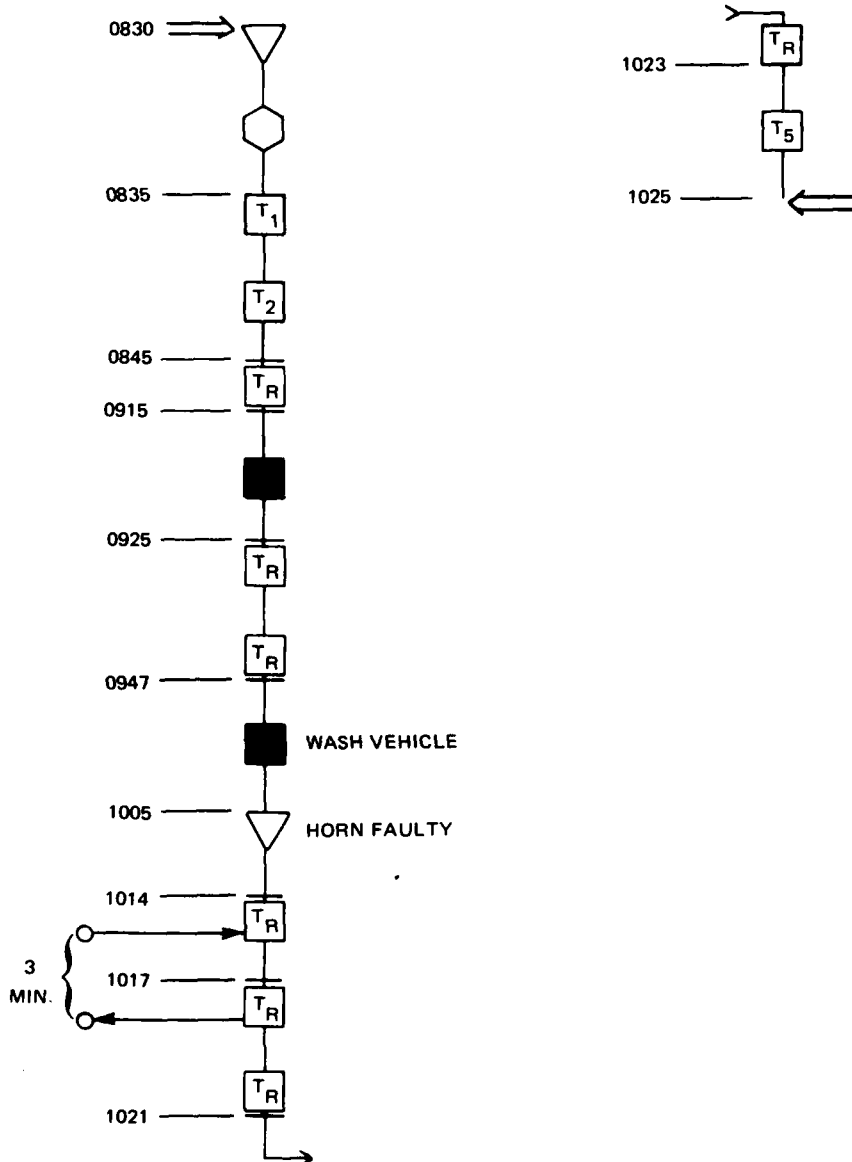 0830
0835
T1
T2
0845
TR
0915
0925
TR
TR
0947
WASH VEHICLE
1005
HORN FAULTY
1014
TR
3
MIN.
1017
TR
TR
1021
TR
1023
T5
1025